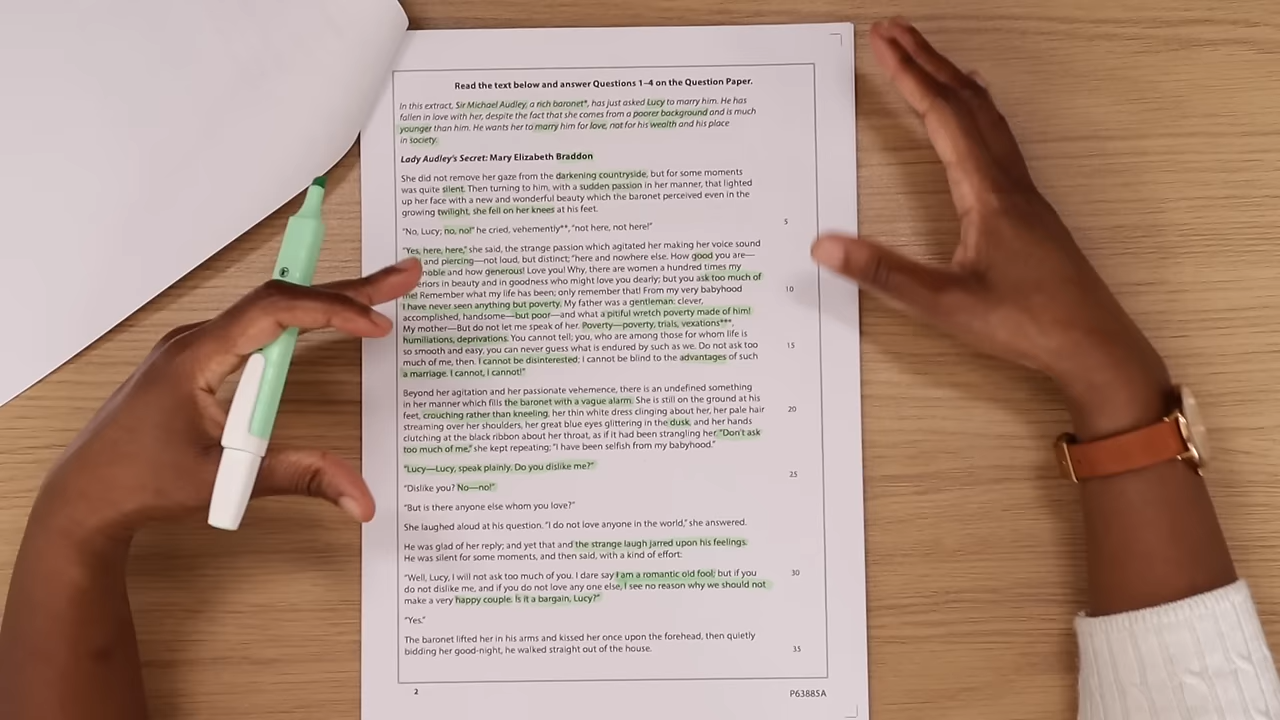 Read the text below and answer Questions 1–4 on the Question Paper.
In this extract, Sir Michael Audley, a rich baronet*, has just asked Lucy to marry him. He has
fallen in love with her, despite the fact that she comes from a poorer background and is much
younger than him. He wants her to marry him for love, not for his wealth and his place
in society.
Lady Audley's Secret: Mary Elizabeth Braddon
She did not remove her gaze from the darkening countryside, but for some moments
was quite silent. Then turning to him, with a sudden passion in her manner, that lighted
up her face with a new and wonderful beauty which the baronet perceived even in the
growing twilight, she fell on her knees at his feet.
"No, Lucy; no, no!" he cried, vehemently**, "not here, not here!"
5
"Yes, here, here," she said, the strange passion which agitated her making her voice sound
and piercing—not loud, but distinct; "here and nowhere else. How good you are—
noble and how generous! Love you! Why, there are women a hundred times my
in beauty and in goodness who might love you dearly; but you ask too much of
me! Remember what my life has been; only remember that! From my very babyhood
10
I have never seen anything but poverty. My father was a gentleman: clever,
accomplished, handsome—but poor—and what a pitiful wretch poverty made of him!
My mother—But do not let me speak of her. Poverty—poverty, trials, vexations***,
humiliations, deprivations. You cannot tell; you, who are among those for whom life is
so smooth and easy, you can never guess what is endured by such as we. Do not ask too
15
much of me, then. I cannot be disinterested; I cannot be blind to the advantages of such
a marriage. I cannot, I cannot!"
Beyond her agitation and her passionate vehemence, there is an undefined something
in her manner which fills the baronet with a vague alarm. She is still on the ground at his
feet, crouching rather than kneeling, her thin white dress clinging about her, her pale hair
20
streaming over her shoulders, her great blue eyes glittering in the dusk, and her hands
clutching at the black ribbon about her throat, as if it had been strangling her. "Don't ask
too much of me," she kept repeating; "I have been selfish from my babyhood."
"Lucy—Lucy, speak plainly. Do you dislike me?"
"Dislike you? No—no!"
25
"But is there anyone else whom you love?"
She laughed aloud at his question. "I do not love anyone in the world," she answered.
He was glad of her reply; and yet that and the strange laugh jarred upon his feelings.
He was silent for some moments, and then said, with a kind of effort:
"Well, Lucy, I will not ask too much of you. I dare say I am a romantic old fool; but if you
30
do not dislike me, and if you do not love any one else, I see no reason why we should not
make a very happy couple. Is it a bargain, Lucy?"
"Yes."
The baronet lifted her in his arms and kissed her once upon the forehead, then quietly
bidding her good-night, he walked straight out of the house.
35
2
P63885A